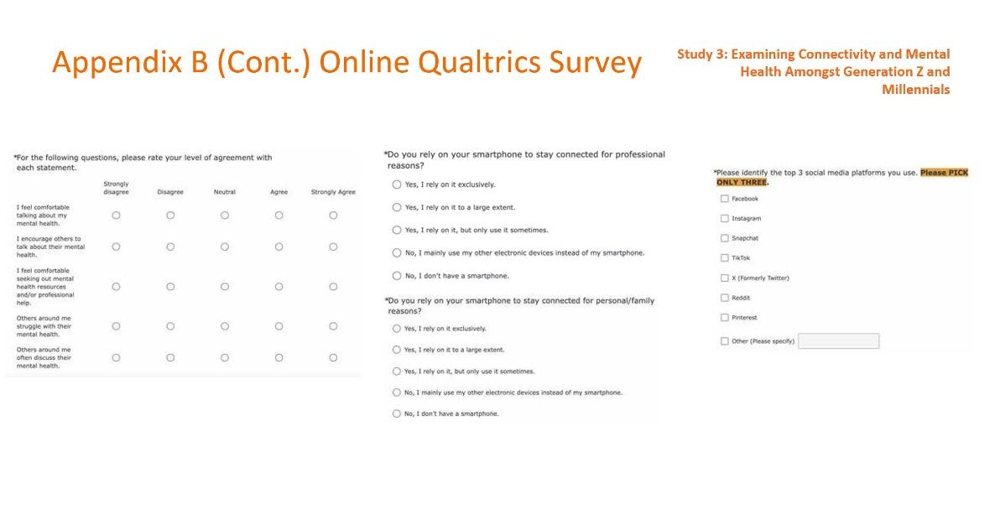 Appendix B (Cont.) Online Qualtrics Survey
Study 3: Examining Connectivity and Mental
Health Amongst Generation Z and
Millennials
*For the following questions, please rate your level of agreement with
each statement.
Strongly
disagree
Disagree
Neutral
Agree
Strongly Agree
I feel comfortable
talking about my
mental health.
I encourage others to
talk about their mental
health.
I feel comfortable
seeking out mental
health resources
and/or professional
help.
Others around me
struggle with their
mental health.
Others around me
often discuss their
mental health.
*Do you rely on your smartphone to stay connected for professional
reasons?
Yes, I rely on it exclusively.
Yes, I rely on it to a large extent.
Yes, I rely on it, but only use it sometimes.
No, I mainly use my other electronic devices instead of my smartphone.
No, I don't have a smartphone.
*Do you rely on your smartphone to stay connected for personal/family
reasons?
Yes, I rely on it exclusively.
Yes, I rely on it to a large extent.
Yes, I rely on it, but only use it sometimes.
No, I mainly use my other electronic devices instead of my smartphone.
No, I don't have a smartphone.
*Please identify the top 3 social media platforms you use. Please PICK
ONLY THREE.
Facebook
Instagram
Snapchat
TikTok
X (Formerly Twitter)
Reddit
Pinterest
Other (Please specify)